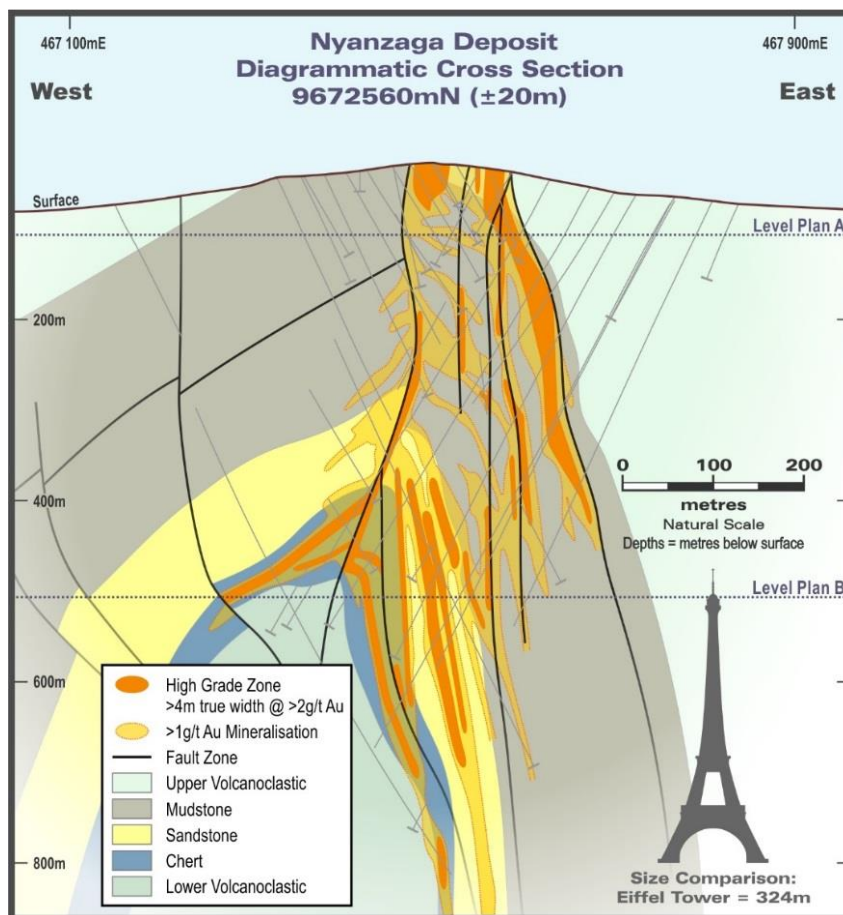 467 100mE
467 900mE
Nyanzaga Deposit
Diagrammatic Cross Section
9672560mN (±20m)
West
East
Surface
Level Plan A
200m
0 100 200
metres
Natural Scale
Depths = metres below surface
400m
Level Plan B
600m
High Grade Zone
>4m true width @ >2g/t Au
>1g/t Au Mineralisation
Fault Zone
Upper Volcanoclastic
Mudstone
Sandstone
Chert
Lower Volcanoclastic
800m
Size Comparison:
Eiffel Tower = 324m